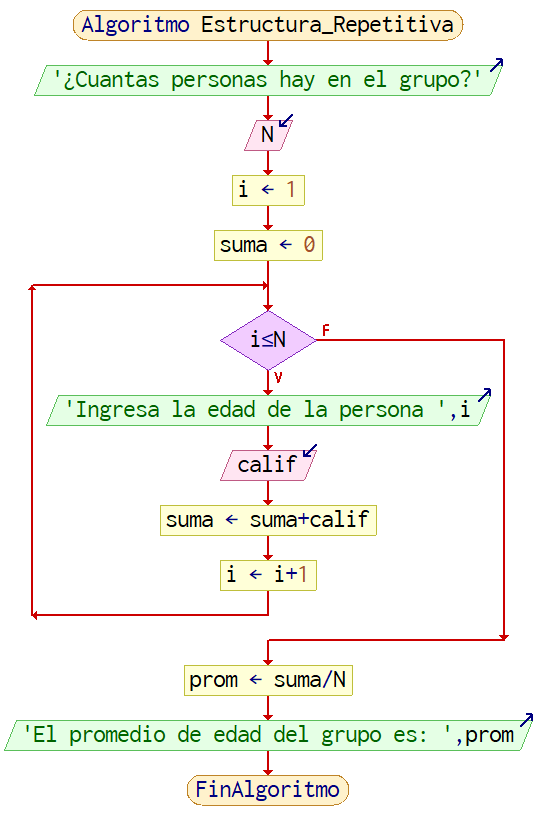 Algoritmo Estructura_Repetitiva
'¿Cuantas personas hay en el grupo?'
N
i ← 1
suma ← 0
i≤N
F
V
'Ingresa la edad de la persona ',i
calif
suma ← suma+calif
i ← i+1
prom ← suma/N
'El promedio de edad del grupo es: ',prom
FinAlgoritmo